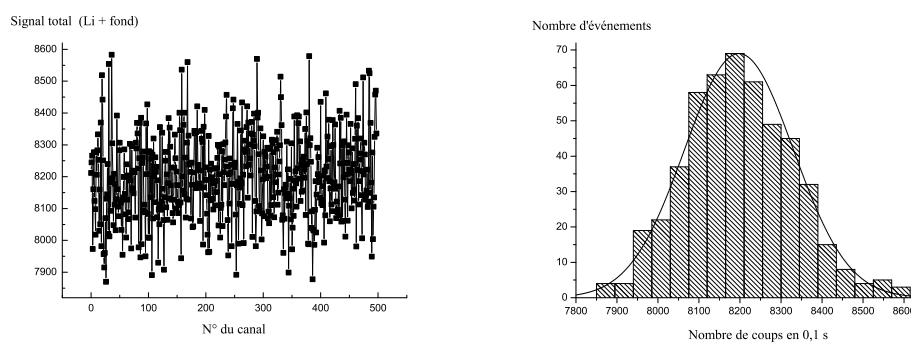 Signal total (Li + fond)
8600
8500
8400
8300
8200
8100
8000
7900
0 100 200 300 400 500
N° du canal
Nombre d'événements
70
60
50
40
30
20
10
0
7800 7900 8000 8100 8200 8300 8400 8500 8600
Nombre de coups en 0,1 s